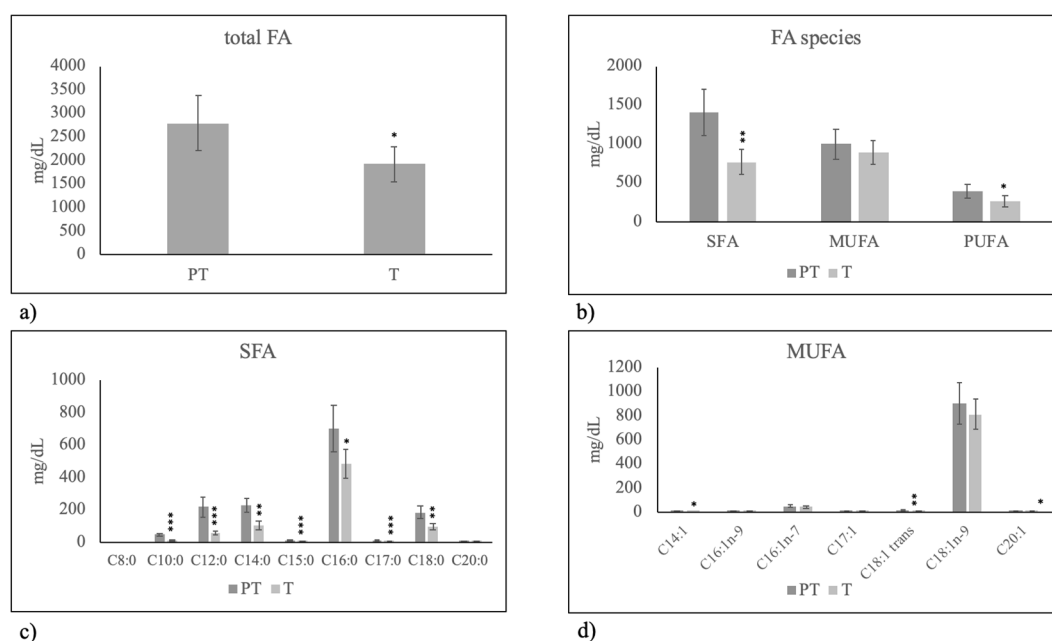 total FA
4000
3500
3000
2500
2000
1500
1000
500
0
mg/dL
*
PT T
a)
FA species
2000
1500
1000
500
0
mg/dL
** *
SFA MUFA PUFA
PT T
b)
SFA
1000
800
600
400
200
0
mg/dL
*** *** ** *** * *** **
C8:0 C10:0 C12:0 C14:0 C15:0 C16:0 C17:0 C18:0 C20:0
PT T
c)
MUFA
1200
1000
800
600
400
200
0
mg/dL
* ** *
C14:1 C16:1n-9 C16:1n-7 C17:1 C18:1 trans C18:1n-9 C20:1
PT T
d)